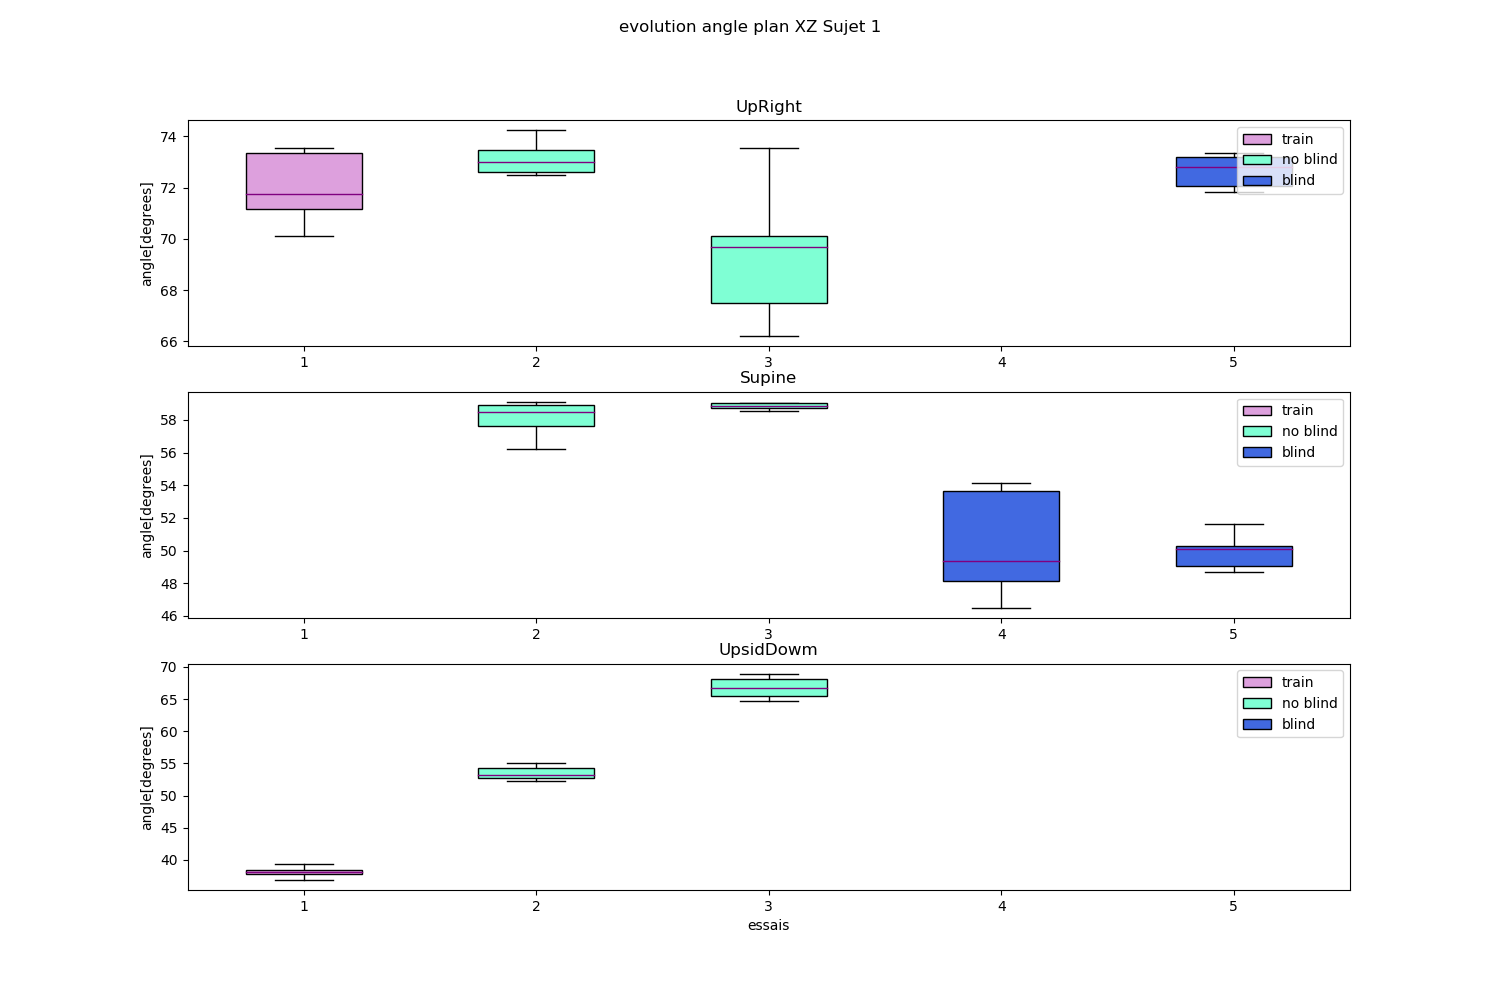 evolution angle plan XZ Sujet 1
UpRight
74
72
70
68
66
angle[degrees]
train
no blind
blind
1 2 3 4 5
Supine
58
56
54
52
50
48
46
angle[degrees]
train
no blind
blind
1 2 3 4 5
UpsidDowm
70
65
60
55
50
45
40
angle[degrees]
train
no blind
blind
1 2 3 4 5
essais